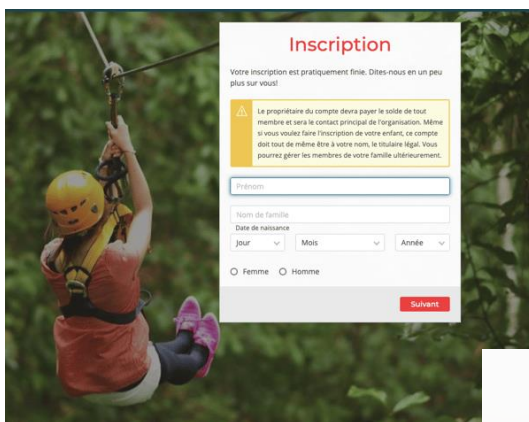 Inscription
Votre inscription est pratiquement finie. Dites-nous en un peu
plus sur vous!
Le propriétaire du compte devra payer le solde de tout
membre et sera le contact principal de l'organisation. Même
si vous voulez faire l'inscription de votre enfant, ce compte
doit tout de même être à votre nom, le titulaire légal. Vous
pourrez gérer les membres de votre famille ultérieurement.
Prénom
Nom de famille
Date de naissance
Jour Mois Année
Femme Homme
Suivant